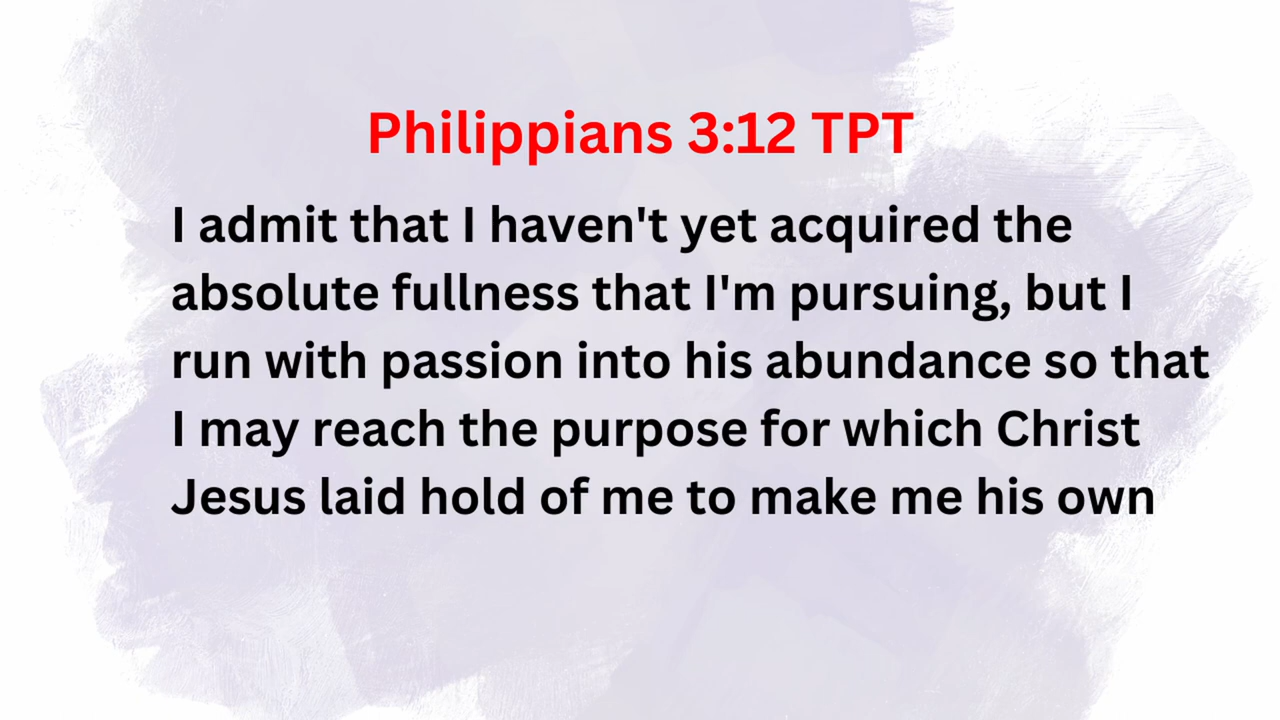 Philippians 3:12 TPT
I admit that I haven't yet acquired the
absolute fullness that I'm pursuing, but I
run with passion into his abundance so that
I may reach the purpose for which Christ
Jesus laid hold of me to make me his own